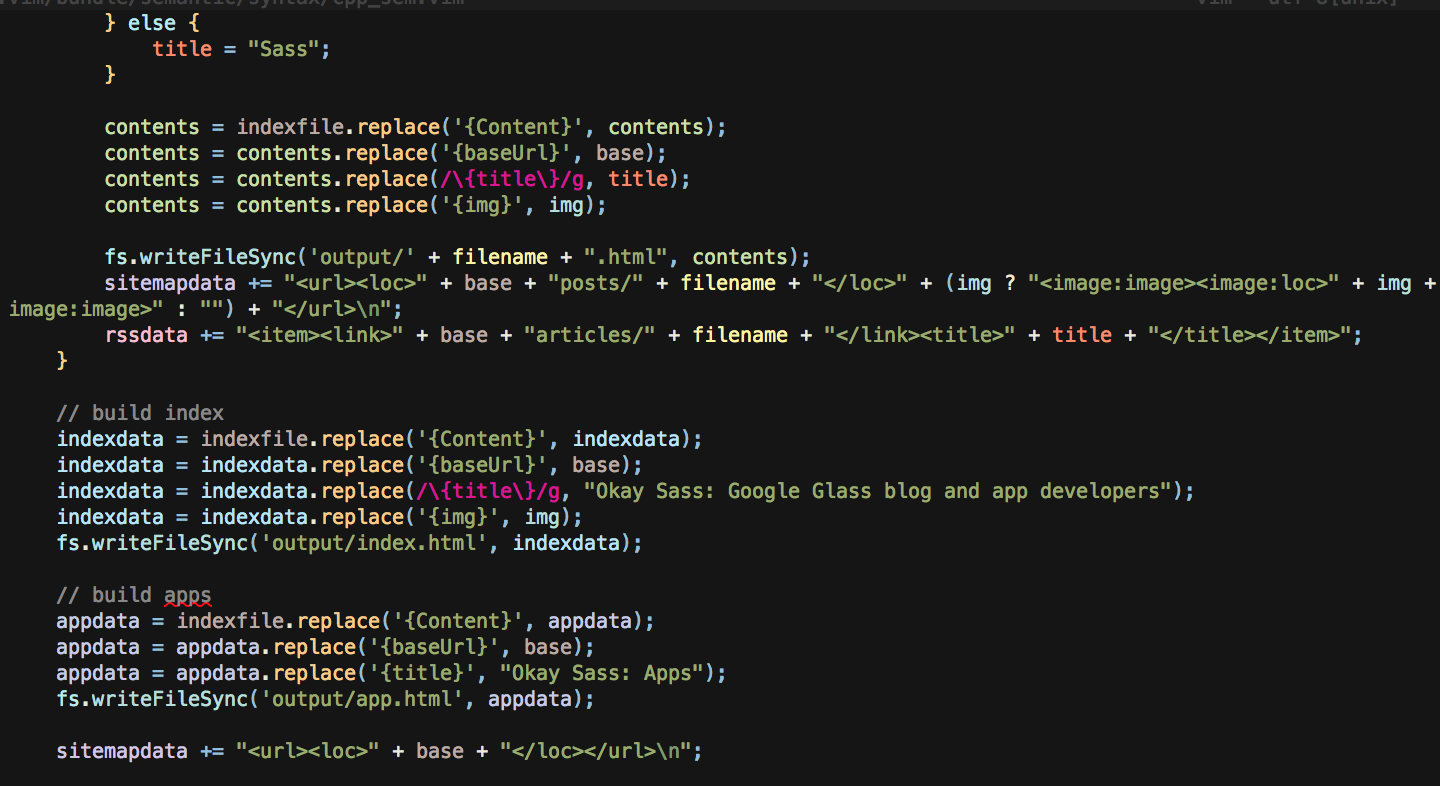 .vim/bundle/semantic/syntax/cpp_sem.vim
} else {
title = "Sass";
}
contents = indexfile.replace('{Content}', contents);
contents = contents.replace('{baseUrl}', base);
contents = contents.replace(/\{title\}/g, title);
contents = contents.replace('{img}', img);
fs.writeFileSync('output/' + filename + ".html", contents);
sitemapdata += "<url><loc>" + base + "posts/" + filename + "</loc>" + (img ? "<image:image><image:loc>" + img +
image:image>" : "") + "</url>\n";
rssdata += "<item><link>" + base + "articles/" + filename + "</link><title>" + title + "</title></item>";
}
// build index
indexdata = indexfile.replace('{Content}', indexdata);
indexdata = indexdata.replace('{baseUrl}', base);
indexdata = indexdata.replace(/\{title\}/g, "Okay Sass: Google Glass blog and app developers");
indexdata = indexdata.replace('{img}', img);
fs.writeFileSync('output/index.html', indexdata);
// build apps
appdata = indexfile.replace('{Content}', appdata);
appdata = appdata.replace('{baseUrl}', base);
appdata = appdata.replace('{title}', "Okay Sass: Apps");
fs.writeFileSync('output/app.html', appdata);
sitemapdata += "<url><loc>" + base + "</loc></url>\n";